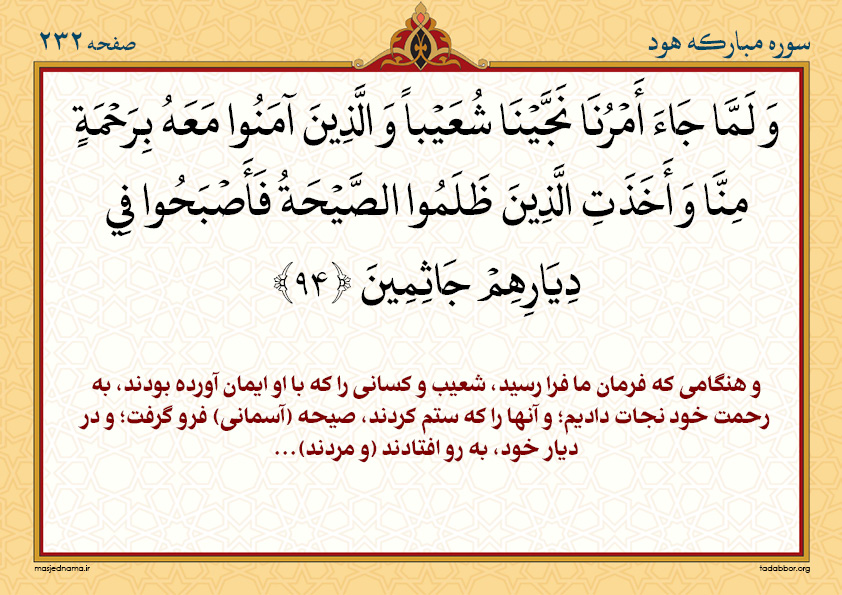 سوره مبارکه هود
صفحه ۲۳۲
وَ لَمَّا جَاءَ أَمْرُنَا نَجَّيْنَا شُعَيْباً وَ الَّذِينَ آمَنُوا مَعَهُ بِرَحْمَةٍ
مِنَّا وَ أَخَذَتِ الَّذِينَ ظَلَمُوا الصَّيْحَةُ فَأَصْبَحُوا فِي
دِيَارِهِمْ جَاثِمِينَ ﴿۹۴﴾
و هنگامی که فرمان ما فرا رسید، شعیب و کسانی را که با او ایمان آورده بودند، به
رحمت خود نجات دادیم؛ و آنها را که ستم کردند، صیحه (آسمانی) فرو گرفت؛ و در
دیار خود، به رو افتادند (و مردند)...
masjednama.ir
tadabbor.org